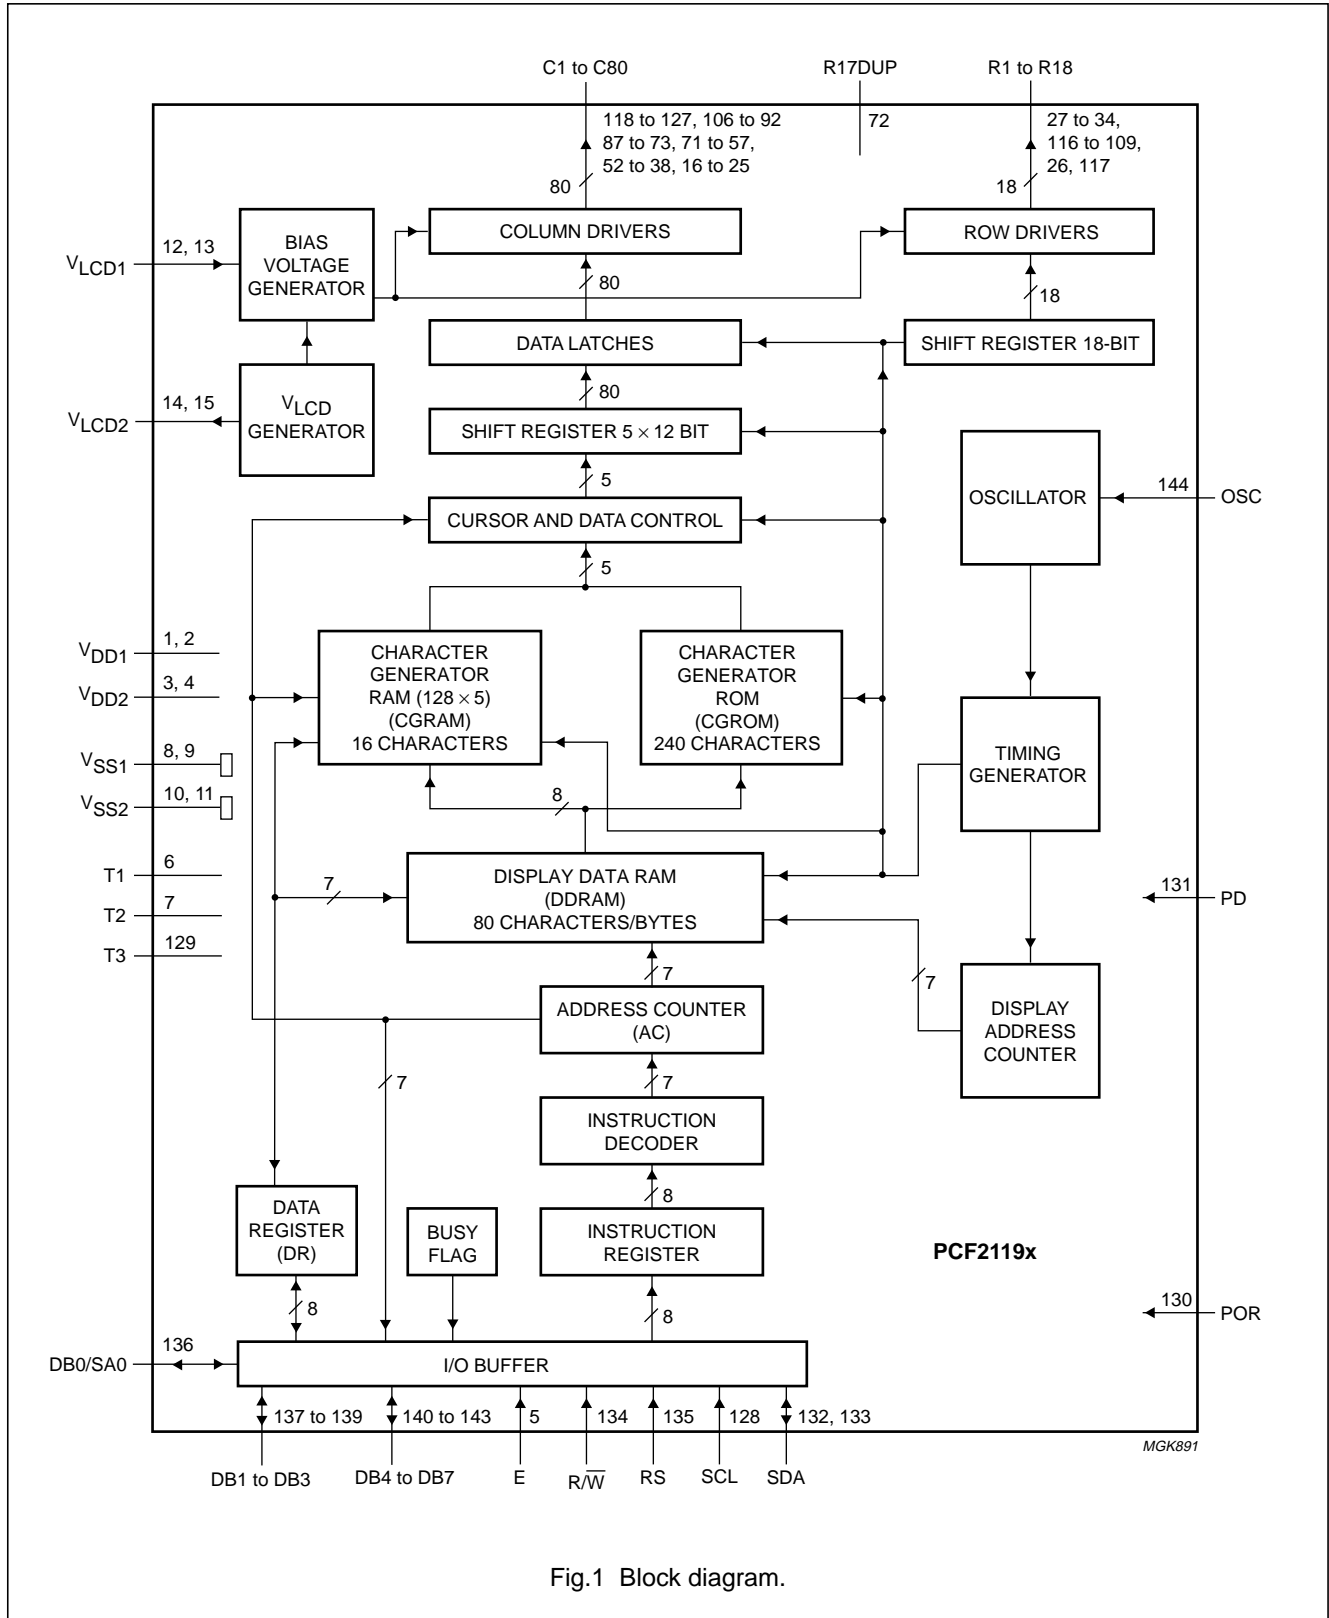 C1 to C80
R17DUP
R1 to R18
118 to 127, 106 to 92
87 to 73, 71 to 57,
52 to 38, 16 to 25
72
27 to 34,
116 to 109,
26, 117
80
18
BIAS
VOLTAGE
GENERATOR
COLUMN DRIVERS
ROW DRIVERS
VLCD1
12, 13
80
18
DATA LATCHES
SHIFT REGISTER 18-BIT
80
VLCD2
14, 15
VLCD
GENERATOR
SHIFT REGISTER 5 × 12 BIT
5
OSCILLATOR
144
OSC
CURSOR AND DATA CONTROL
5
VDD1
1, 2
VDD2
3, 4
VSS1
8, 9
VSS2
10, 11
T1
6
T2
7
T3
129
CHARACTER
GENERATOR
RAM (128 × 5)
(CGRAM)
16 CHARACTERS
CHARACTER
GENERATOR
ROM
(CGROM)
240 CHARACTERS
TIMING
GENERATOR
8
7
DISPLAY DATA RAM
(DDRAM)
80 CHARACTERS/BYTES
131
PD
7
7
ADDRESS COUNTER
(AC)
DISPLAY
ADDRESS
COUNTER
7
7
INSTRUCTION
DECODER
8
DATA
REGISTER
(DR)
BUSY
FLAG
INSTRUCTION
REGISTER
PCF2119x
8
8
130
POR
DB0/SA0
136
I/O BUFFER
137 to 139
140 to 143
5
134
135
128
132, 133
MGK891
DB1 to DB3
DB4 to DB7
E
R/W̅
RS
SCL
SDA
Fig.1 Block diagram.